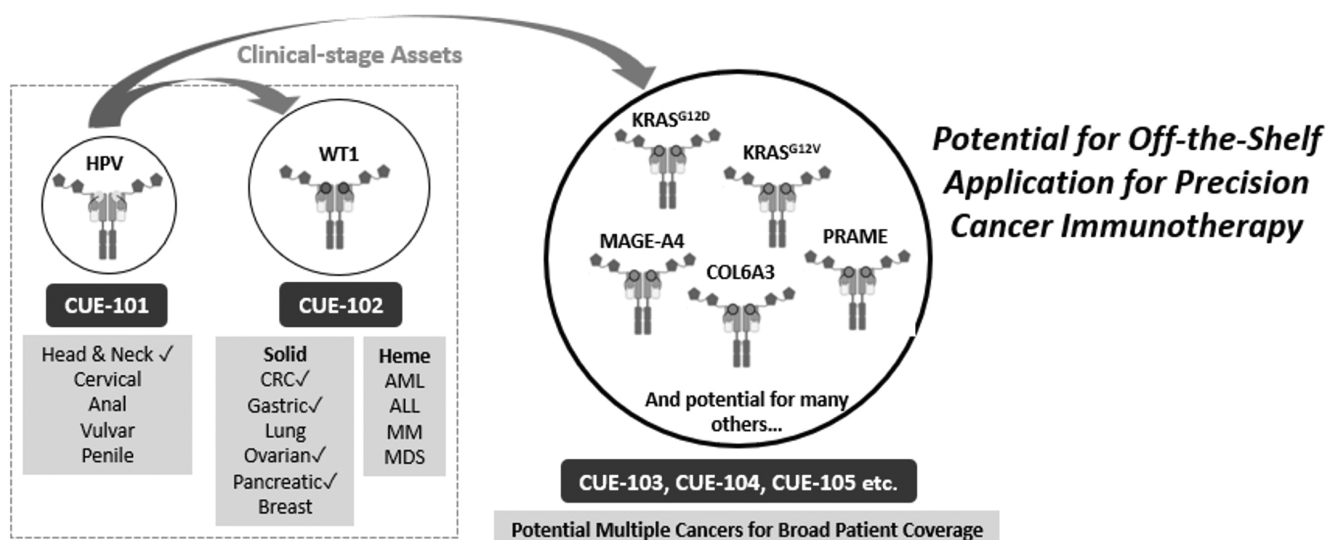 Clinical-stage Assets
HPV
WT1
CUE-101
CUE-102
Head & Neck ✓
Cervical
Anal
Vulvar
Penile
Solid
CRC✓
Gastric✓
Lung
Ovarian✓
Pancreatic✓
Breast
Heme
AML
ALL
MM
MDS
KRASG12D
KRASG12V
MAGE-A4
COL6A3
PRAME
And potential for many
others...
CUE-103, CUE-104, CUE-105 etc.
Potential Multiple Cancers for Broad Patient Coverage
Potential for Off-the-Shelf
Application for Precision
Cancer Immunotherapy